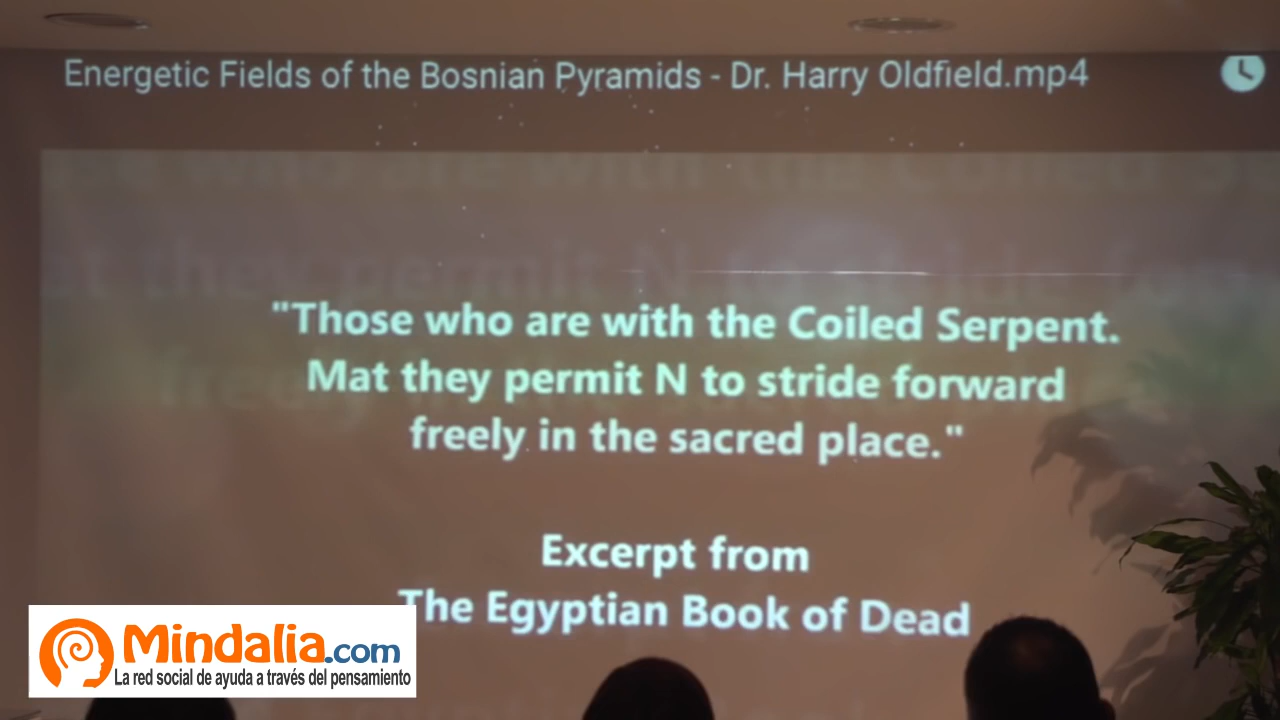 Energetic Fields of the Bosnian Pyramids - Dr. Harry Oldfield.mp4
"Those who are with the Coiled Serpent.
Mat they permit N to stride forward
freely in the sacred place."
Excerpt from
The Egyptian Book of Dead
Mindalia.com
La red social de ayuda a través del pensamiento